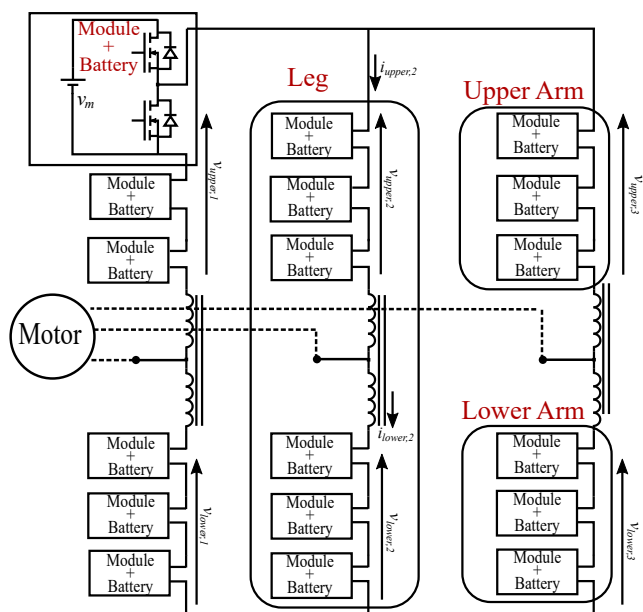 Module
+
Battery
v_m
v_upper,1
Module
+
Battery
Module
+
Battery
Motor
Module
+
Battery
Module
+
Battery
Module
+
Battery
v_lower,1
Leg
i_upper,2
Module
+
Battery
Module
+
Battery
Module
+
Battery
v_upper,2
i_lower,2
Module
+
Battery
Module
+
Battery
Module
+
Battery
v_lower,2
Upper Arm
Module
+
Battery
Module
+
Battery
Module
+
Battery
v_upper,3
Lower Arm
Module
+
Battery
Module
+
Battery
Module
+
Battery
v_lower,3